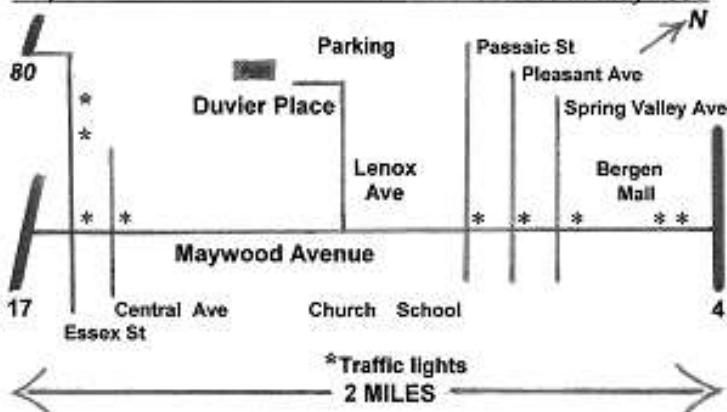 N
Parking
Passaic St
80
Pleasant Ave
Duvier Place
Spring Valley Ave
Lenox
Ave
Bergen
Mall
*
*
* * * * * * *
Maywood Avenue
17
Central Ave
Church School
4
Essex St
*Traffic lights
2 MILES